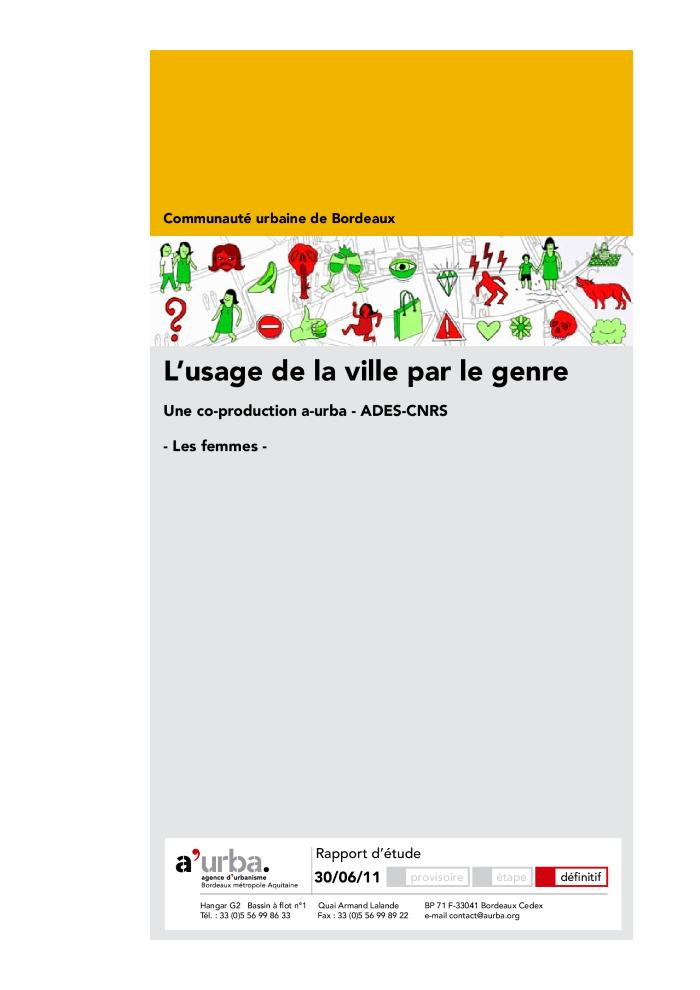 Communauté urbaine de Bordeaux
L'usage de la ville par le genre
Une co-production a-urba - ADES-CNRS
- Les femmes -
a'urba.
agence d'urbanisme
Bordeaux métropole Aquitaine
Rapport d'étude
30/06/11 provisoire étape définitif
Hangar G2 Bassin à flot n°1 Quai Armand Lalande BP 71 F-33041 Bordeaux Cedex
Tél. : 33 (0)5 56 99 86 33 Fax : 33 (0)5 56 99 89 22 e-mail contact@aurba.org